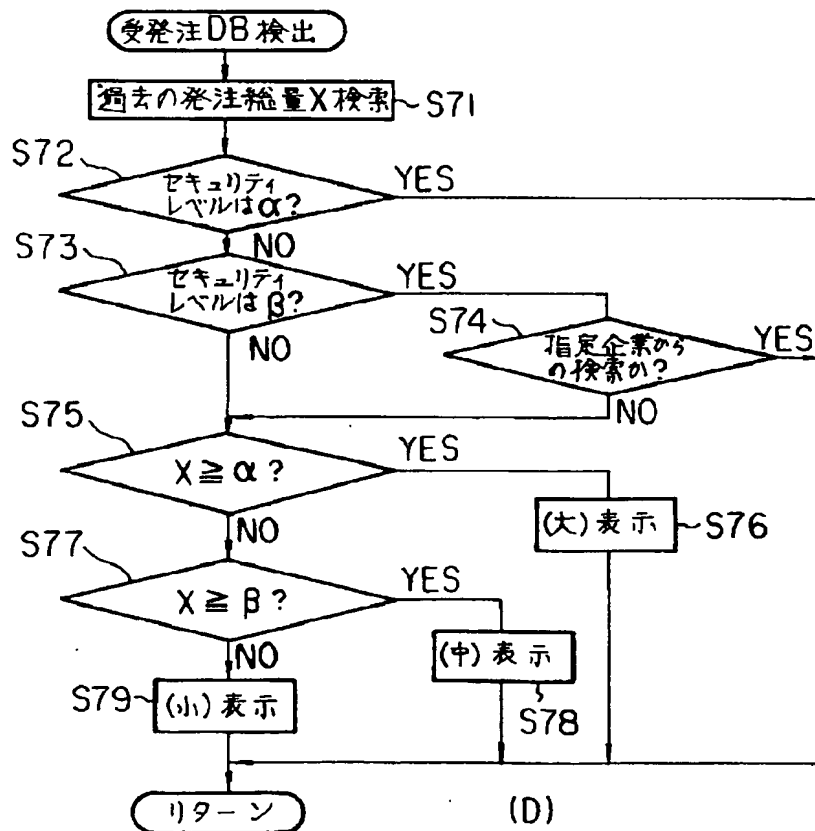 受発注DB検出
過去の発注総量X検索
S71
S72
セキュリティ
レベルはα?
YES
NO
S73
セキュリティ
レベルはβ?
YES
NO
S74
指定企業から
の検索か?
YES
NO
S75
X≧α?
YES
NO
(大)表示
S76
S77
X≧β?
YES
NO
(中)表示
S78
S79
(小)表示
リターン
(D)